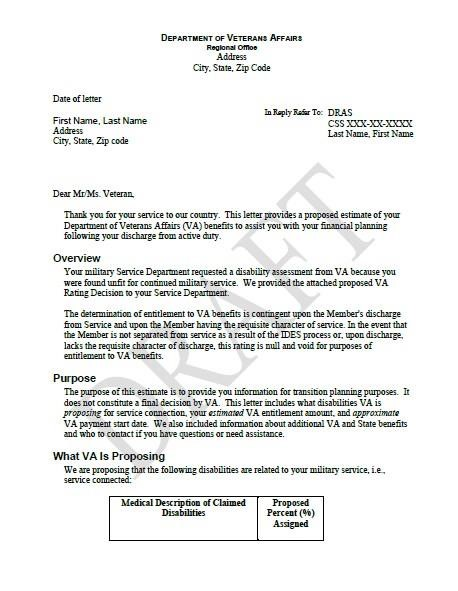 DEPARTMENT OF VETERANS AFFAIRS
Regional Office
Address
City, State, Zip Code
Date of letter
In Reply Refer To: DRAS
First Name, Last Name
CSS XXX-XX-XXXX
Address
Last Name, First Name
City, State, Zip code
Dear Mr/Ms. Veteran,
Thank you for your service to our country. This letter provides a proposed estimate of your
Department of Veterans Affairs (VA) benefits to assist you with your financial planning
following your discharge from active duty.
Overview
Your military Service Department requested a disability assessment from VA because you
were found unfit for continued military service. We provided the attached proposed VA
Rating Decision to your Service Department.
The determination of entitlement to VA benefits is contingent upon the Member's discharge
from Service and upon the Member having the requisite character of service. In the event that
the Member is not separated from service as a result of the IDES process or, upon discharge,
lacks the requisite character of discharge, this rating is null and void for purposes of
entitlement to VA benefits.
Purpose
The purpose of this estimate is to provide you information for transition planning purposes. It
does not constitute a final decision by VA. This letter includes what disabilities VA is
proposing for service connection, your estimated VA entitlement amount, and approximate
VA payment start date. We also included information about additional VA and State benefits
and who to contact if you have questions or need assistance.
What VA Is Proposing
We are proposing that the following disabilities are related to your military service, i.e.,
service connected:
Medical Description of Claimed
Disabilities
Proposed
Percent (%)
Assigned
DRAFT